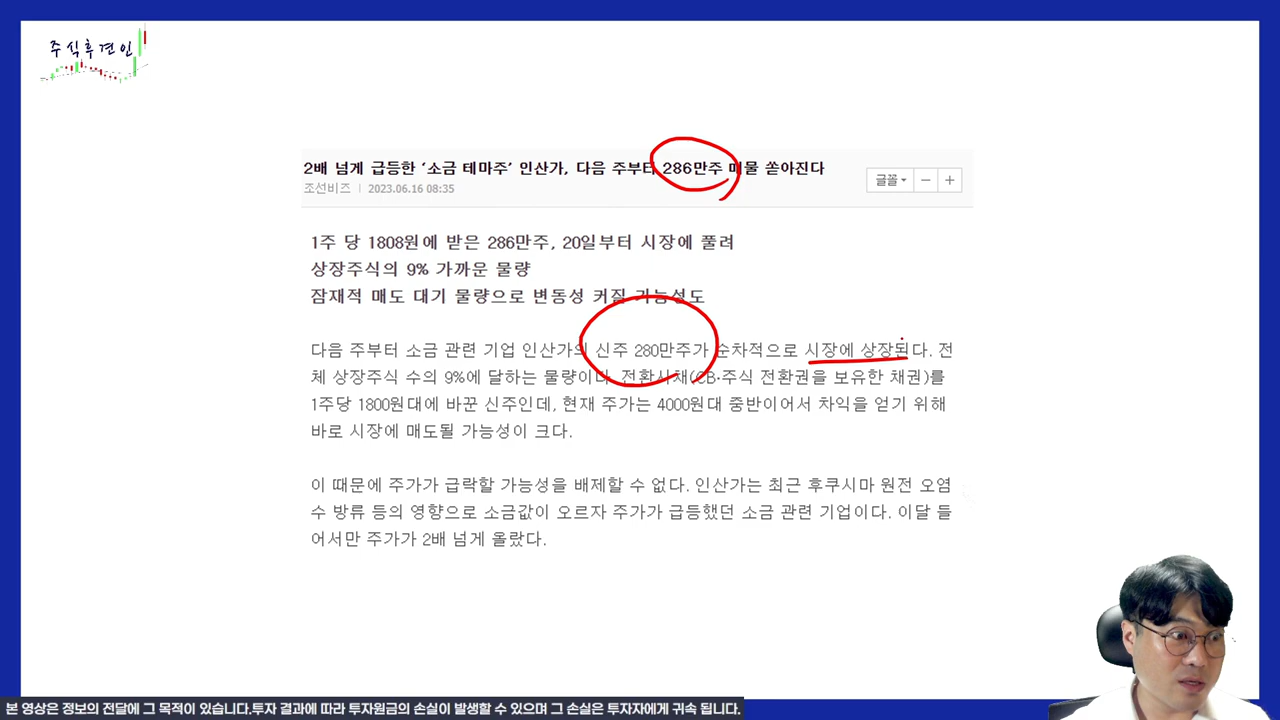 주식후견인
2배 넘게 급등한 '소금 테마주' 인산가, 다음 주부터 286만주 매물 쏟아진다
조선비즈 | 2023.06.16 08:35
글꼴 - +
1주 당 1808원에 받은 286만주, 20일부터 시장에 풀려
상장주식의 9% 가까운 물량
잠재적 매도 대기 물량으로 변동성 커질 가능성도
다음 주부터 소금 관련 기업 인산가의 신주 280만주가 순차적으로 시장에 상장된다. 전
체 상장주식 수의 9%에 달하는 물량이다. 전환사채(CB·주식 전환권을 보유한 채권)를
1주당 1800원대에 바꾼 신주인데, 현재 주가는 4000원대 중반이어서 차익을 얻기 위해
바로 시장에 매도될 가능성이 크다.
이 때문에 주가가 급락할 가능성을 배제할 수 없다. 인산가는 최근 후쿠시마 원전 오염
수 방류 등의 영향으로 소금값이 오르자 주가가 급등했던 소금 관련 기업이다. 이달 들
어서만 주가가 2배 넘게 올랐다.
본 영상은 정보의 전달에 그 목적이 있습니다.투자 결과에 따라 투자원금의 손실이 발생할 수 있으며 그 손실은 투자자에게 귀속 됩니다.